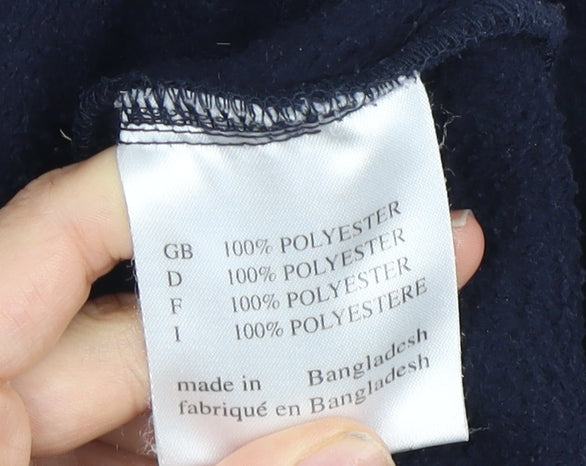 GB 100% POLYESTER
D 100% POLYESTER
F 100% POLYESTER
I 100% POLYESTERE
made in Bangladesh
fabriqué en Bangladesh